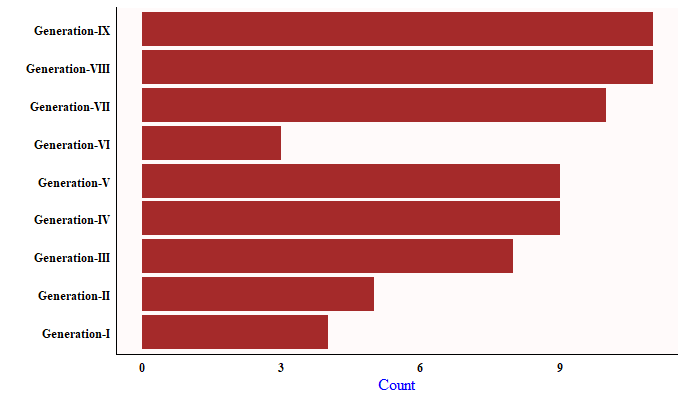 Generation-IX
Generation-VIII
Generation-VII
Generation-VI
Generation-V
Generation-IV
Generation-III
Generation-II
Generation-I
0 3 6 9
Count